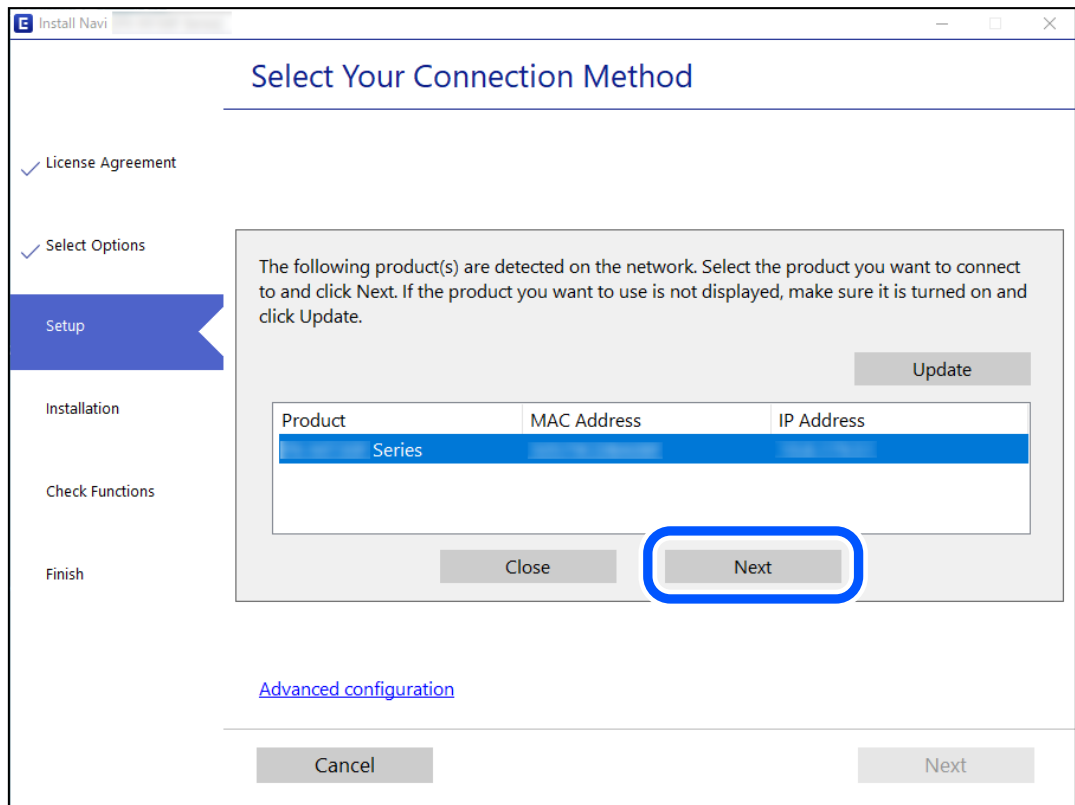 E Install Navi
Select Your Connection Method
License Agreement
Select Options
Setup
Installation
Check Functions
Finish
The following product(s) are detected on the network. Select the product you want to connect
to and click Next. If the product you want to use is not displayed, make sure it is turned on and
click Update.
Update
Product MAC Address IP Address
Series
Close Next
Advanced configuration
Cancel Next